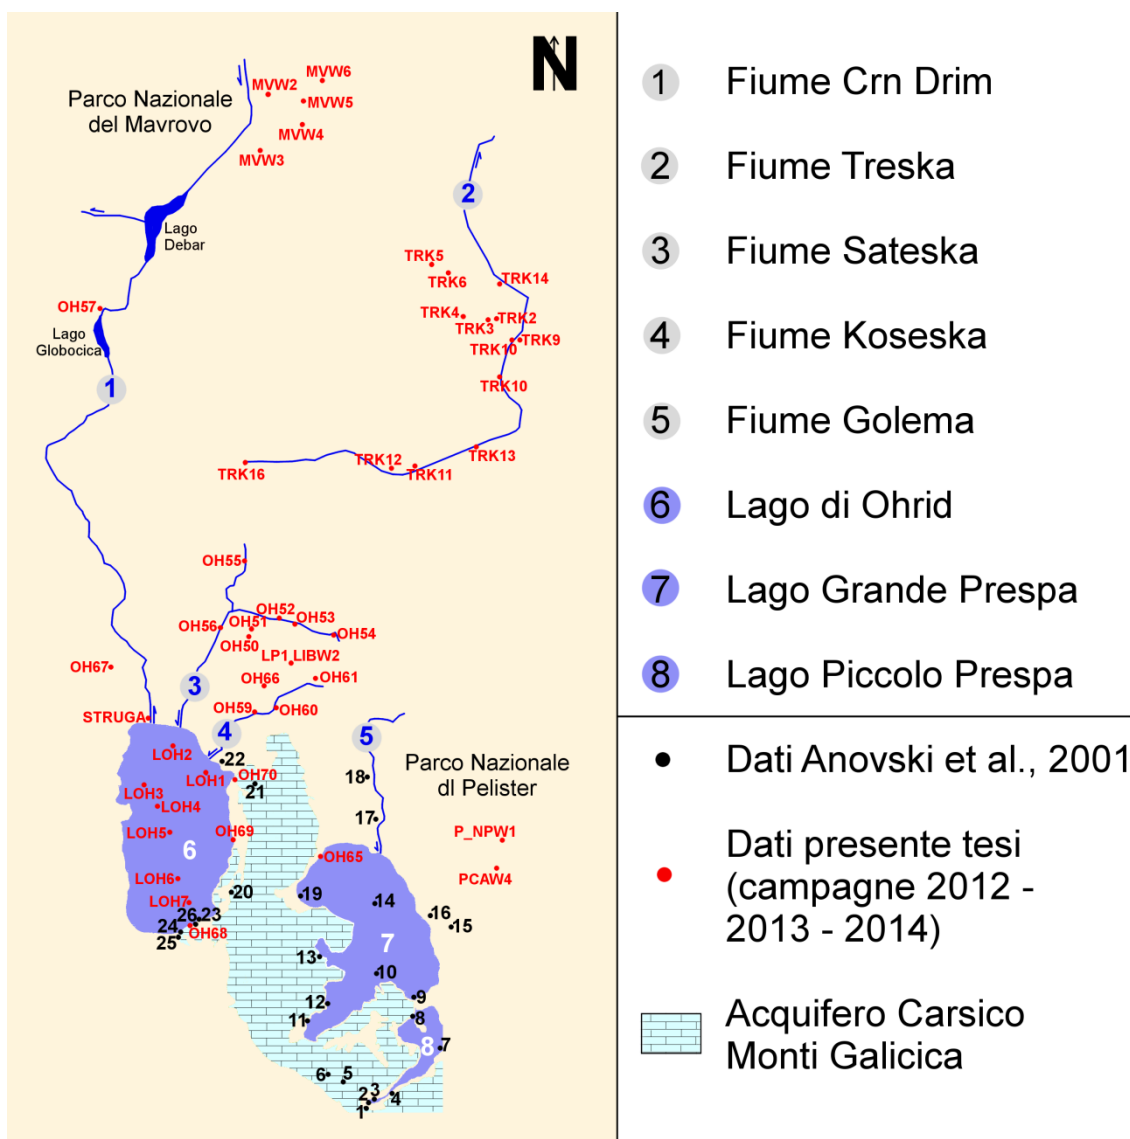 N
MVW6
MVW2
Parco Nazionale
del Mavrovo
MVW5
MVW4
MVW3
2
Lago
Debar
TRK5
TRK6
TRK14
OH57
TRK4
TRK3
TRK2
Lago
Globocica
TRK9
TRK10
1
TRK10
TRK13
TRK12
TRK16
TRK11
OH55
OH52
OH51
OH53
OH56
OH54
OH50
LP1_LIBW2
OH67
OH61
OH66
3
OH59
OH60
STRUGA
4
5
LOH2
22
Parco Nazionale
dl Pelister
18
LOH1
OH70
21
LOH3
LOH4
17
LOH5
OH69
P_NPW1
6
OH65
PCAW4
LOH6
20
19
14
LOH7
26
23
16
15
24
OH68
25
7
13
10
9
12
8
11
8
7
6
5
3
2
4
1
1 Fiume Crn Drim
2 Fiume Treska
3 Fiume Sateska
4 Fiume Koseska
5 Fiume Golema
6 Lago di Ohrid
7 Lago Grande Prespa
8 Lago Piccolo Prespa
Dati Anovski et al., 2001
Dati presente tesi
(campagne 2012 -
2013 - 2014)
Acquifero Carsico
Monti Galicica